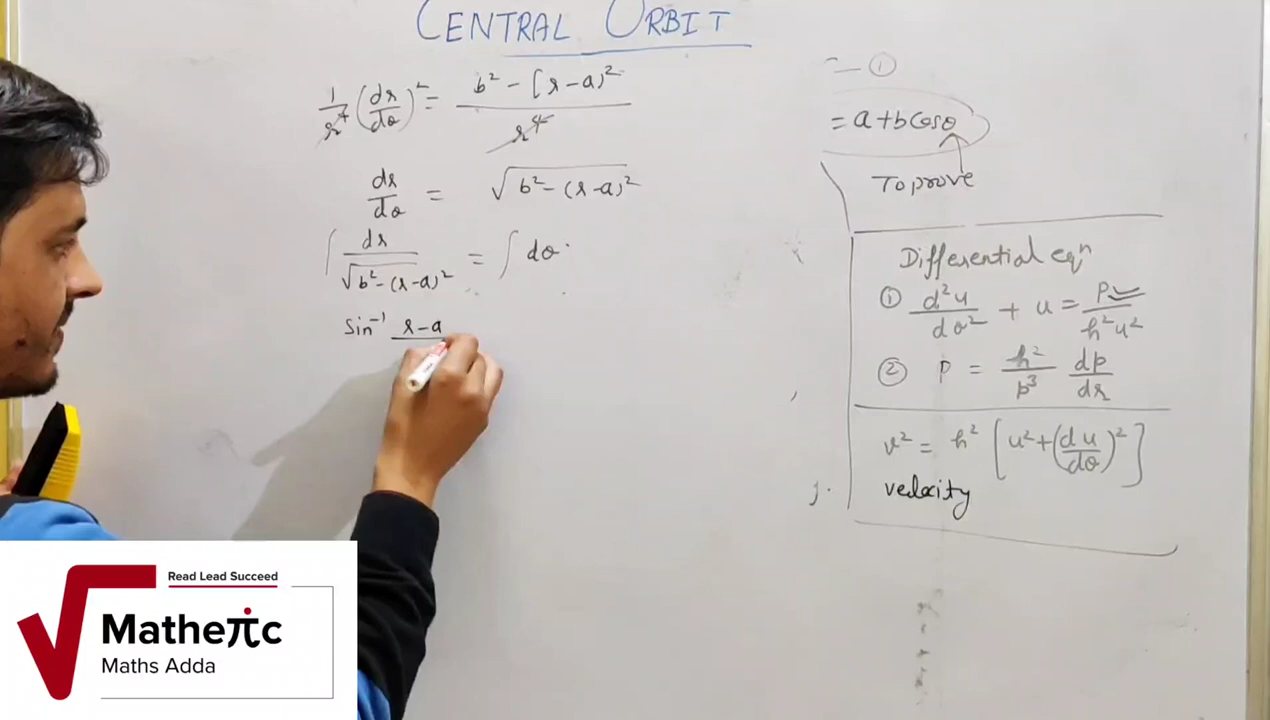 CENTRAL ORBIT
1/r⁴ (dr/dθ)² = b² − [r−a)² / r⁴
dr/dθ = √b² − (r−a)²
∫ dr / √b² − (r−a)² = ∫ dθ
Sin⁻¹ r−a
— ①
= a + b Cosθ
To prove
Differential eqⁿ
① d²u/dθ² + u = P/h²u²
② P = h²/p³ dp/dr
v² = h² [u² + (du/dθ)²]
velocity
Read Lead Succeed
Matheπc
Maths Adda